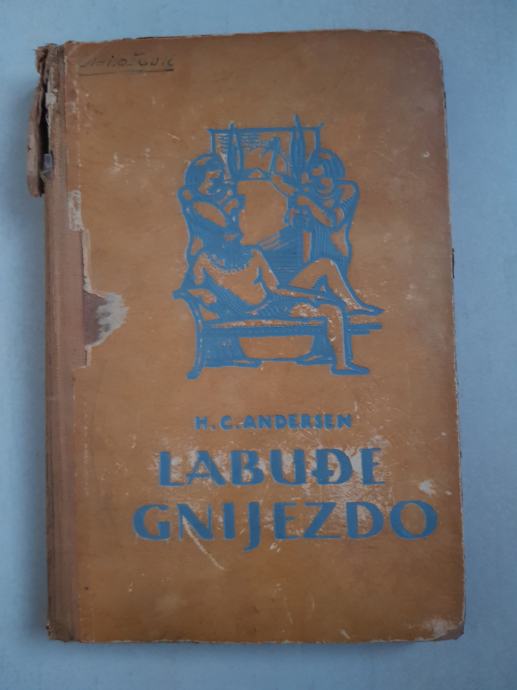 H. C. ANDERSEN
LABUĐE
GNIJEZDO